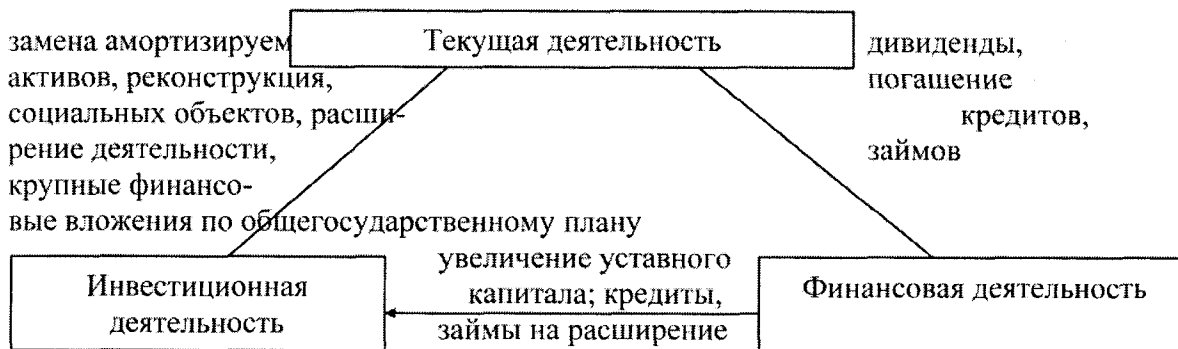 Текущая деятельность
замена амортизируем
активов, реконструкция,
социальных объектов, расши-
рение деятельности,
крупные финансо-
вые вложения по общегосударственному плану
дивиденды,
погашение
кредитов,
займов
увеличение уставного
капитала; кредиты,
займы на расширение
Инвестиционная
деятельность
Финансовая деятельность